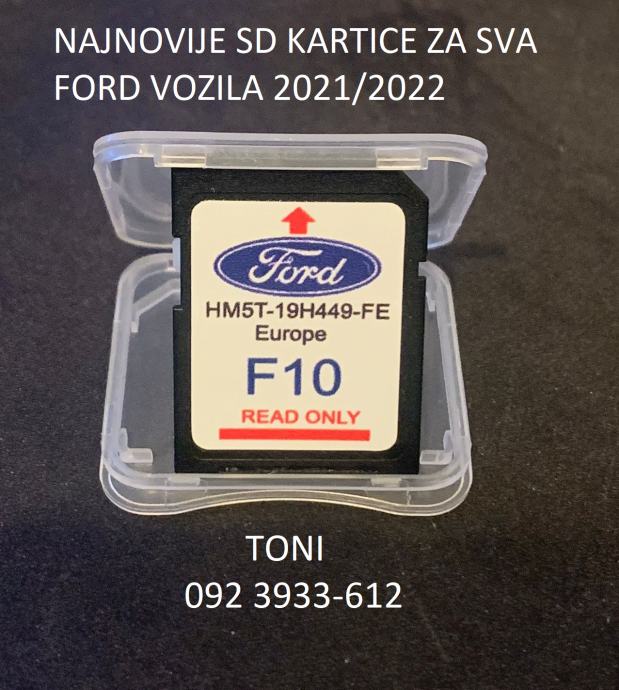 NAJNOVIJE SD KARTICE ZA SVA
FORD VOZILA 2021/2022
Ford
HM5T-19H449-FE
Europe
F10
READ ONLY
TONI
092 3933-612